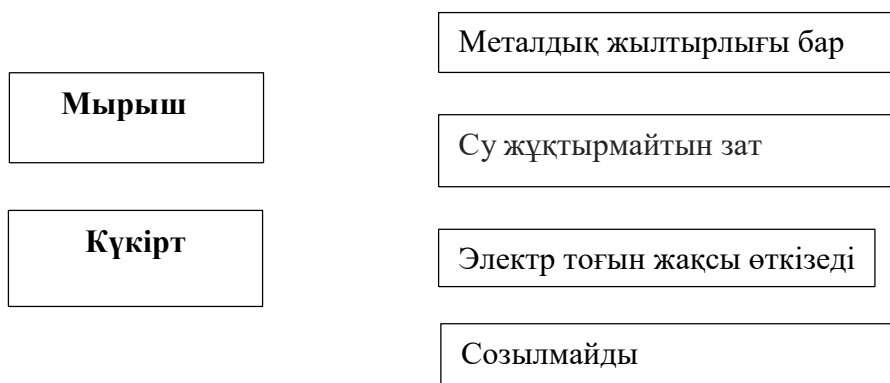 Металдық жылтырлығы бар
Мырыш
Су жұқтырмайтын зат
Күкірт
Электр тоғын жақсы өткізеді
Созылмайды